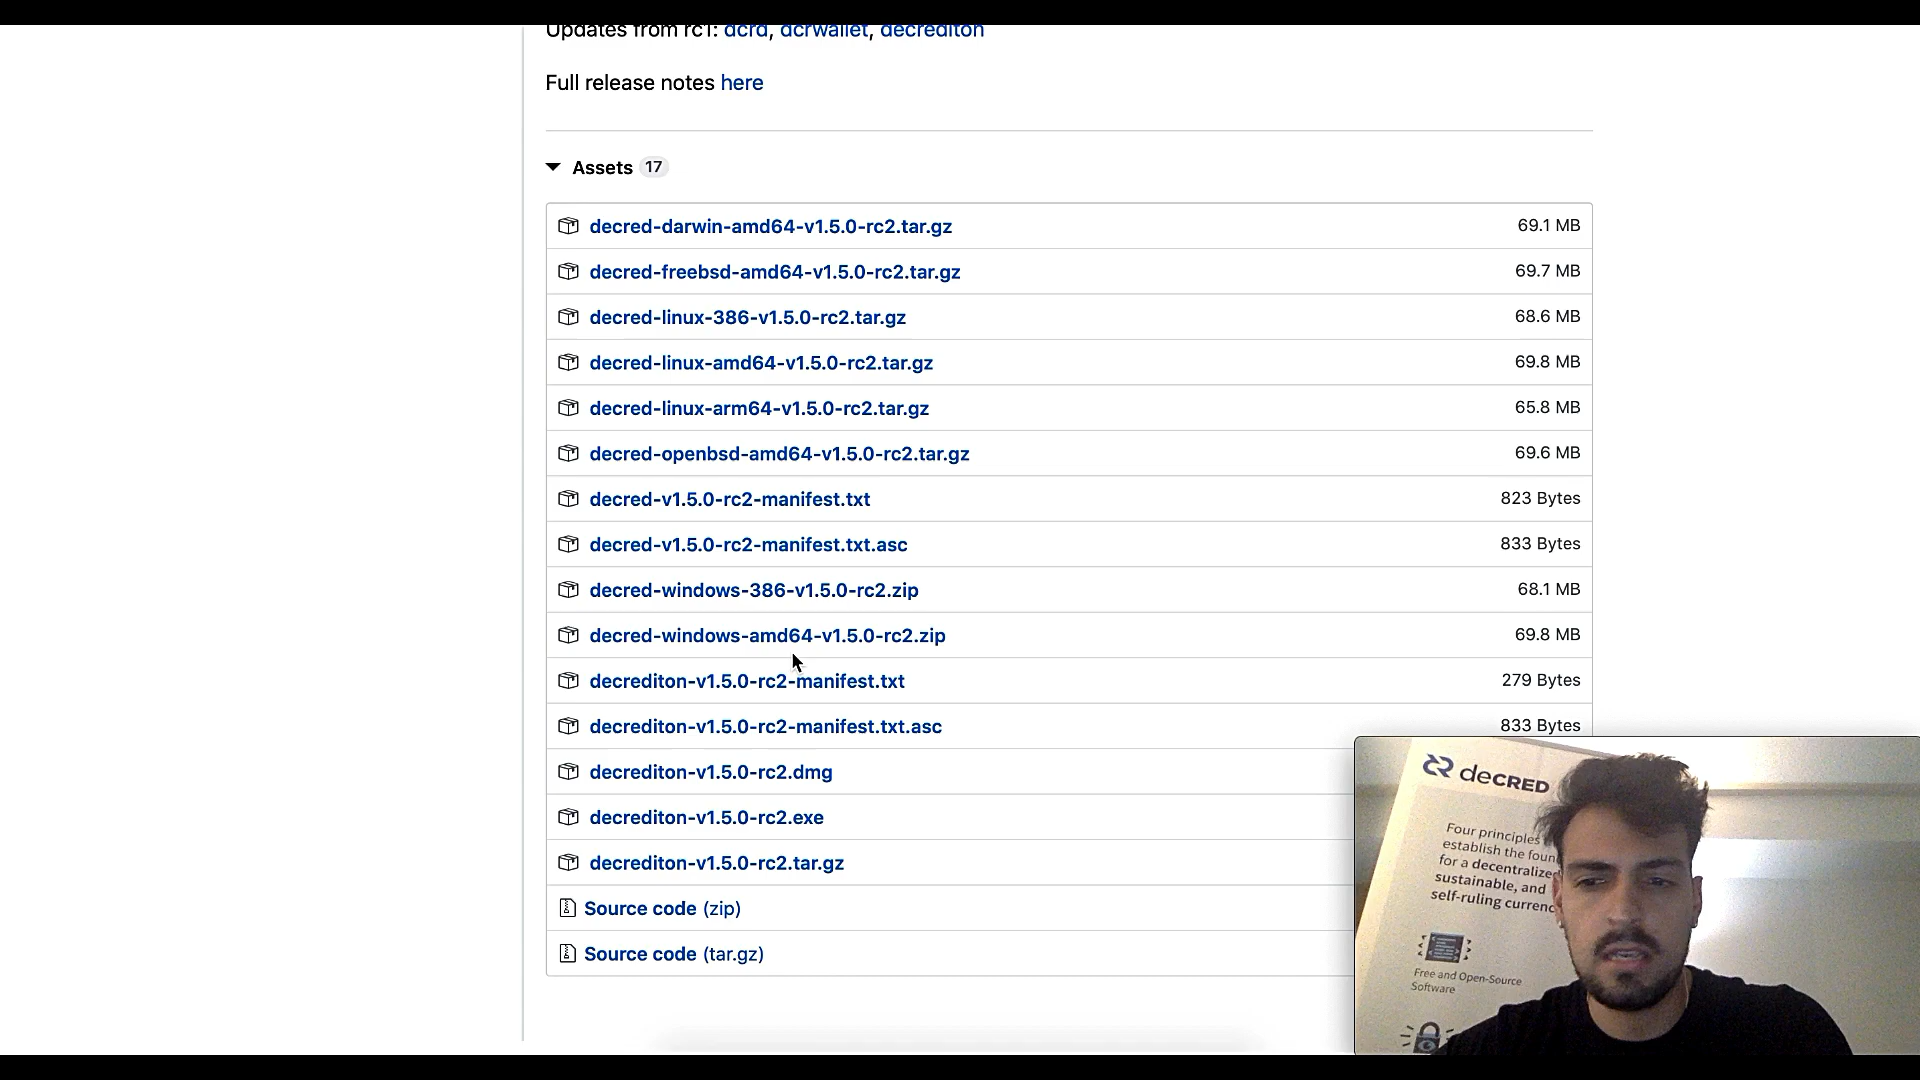 Updates from rc1: dcrd, dcrwallet, decrediton
Full release notes here
Assets 17
decred-darwin-amd64-v1.5.0-rc2.tar.gz 69.1 MB
decred-freebsd-amd64-v1.5.0-rc2.tar.gz 69.7 MB
decred-linux-386-v1.5.0-rc2.tar.gz 68.6 MB
decred-linux-amd64-v1.5.0-rc2.tar.gz 69.8 MB
decred-linux-arm64-v1.5.0-rc2.tar.gz 65.8 MB
decred-openbsd-amd64-v1.5.0-rc2.tar.gz 69.6 MB
decred-v1.5.0-rc2-manifest.txt 823 Bytes
decred-v1.5.0-rc2-manifest.txt.asc 833 Bytes
decred-windows-386-v1.5.0-rc2.zip 68.1 MB
decred-windows-amd64-v1.5.0-rc2.zip 69.8 MB
decrediton-v1.5.0-rc2-manifest.txt 279 Bytes
decrediton-v1.5.0-rc2-manifest.txt.asc 833 Bytes
decrediton-v1.5.0-rc2.dmg
decrediton-v1.5.0-rc2.exe
decrediton-v1.5.0-rc2.tar.gz
Source code (zip)
Source code (tar.gz)
decRED
Four principles
establish the foun
for a decentralize
sustainable, and
self-ruling currenc
Free and Open-Source
Software